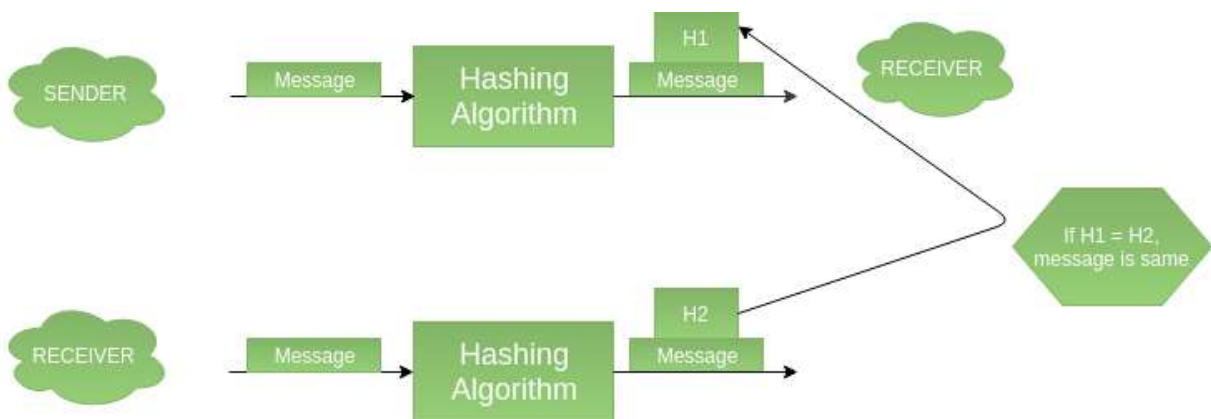 SENDER
Message
Hashing
Algorithm
H1
Message
RECEIVER
If H1 = H2,
message is same
RECEIVER
Message
Hashing
Algorithm
H2
Message